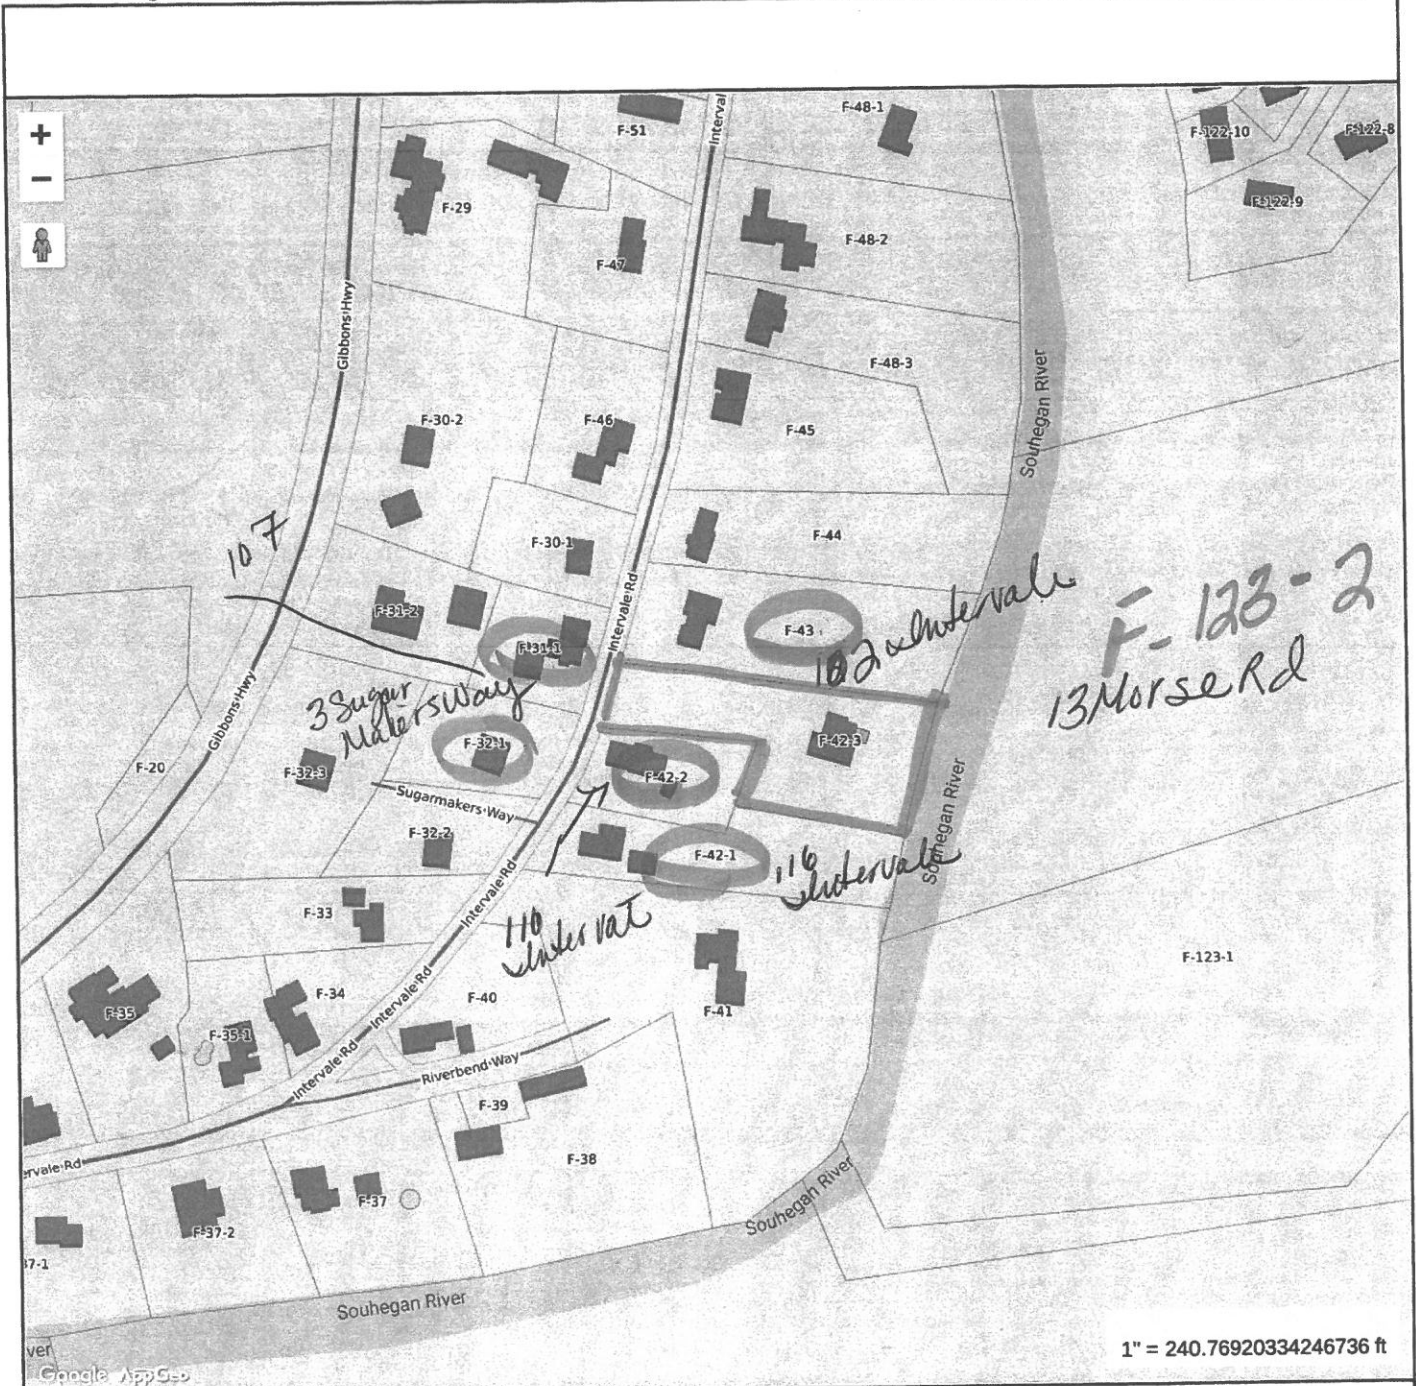 +
−
F-51
Interval
F-48-1
F-122-10
F-122-8
F-29
F-122-9
F-47
F-48-2
Gibbons Hwy
F-48-3
Souhegan River
F-30-2
F-46
F-45
107
F-30-1
F-44
F-123-2
13 Morse Rd
F-31-2
Intervale Rd
F-31-1
F-43
102 Intervale
3 Sugar
Makers Way
Gibbons Hwy
F-32-1
F-42-3
F-20
F-32-3
F-42-2
Souhegan River
Sugarmakers Way
F-32-2
F-42-1
116
Intervale
Intervale Rd
F-33
110
Intervat
F-123-1
F-34
F-40
Intervale Rd
F-35
F-41
F-35-1
Intervale Rd
Riverbend Way
F-39
ervale Rd
F-38
F-37
F-37-2
Souhegan River
37-1
Souhegan River
ver
1" = 240.76920334246736 ft
Google AppGeo